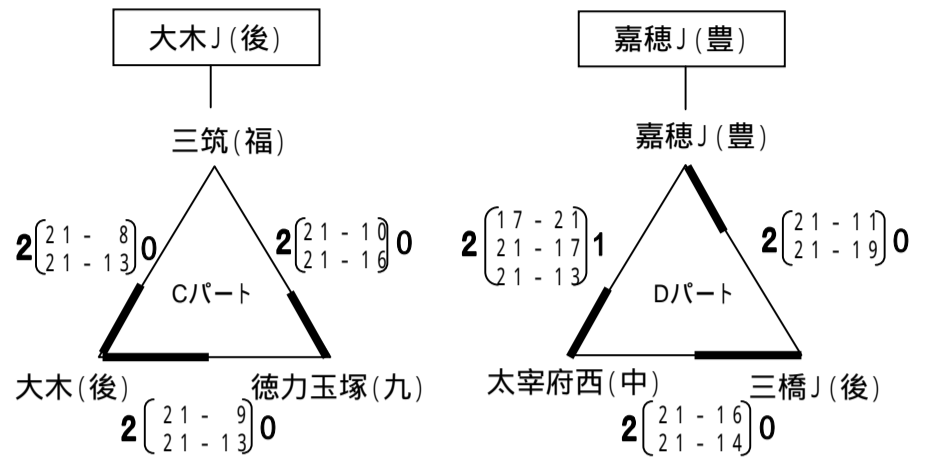 大木J(後)
三筑(福)
2 21 - 8 0
21 - 13
2 21 - 10 0
21 - 16
Cパート
大木(後)
徳力玉塚(九)
2 21 - 9 0
21 - 13
嘉穂J(豊)
嘉穂J(豊)
2 17 - 21 1
21 - 17
21 - 13
2 21 - 11 0
21 - 19
Dパート
太宰府西(中)
三橋J(後)
2 21 - 16 0
21 - 14